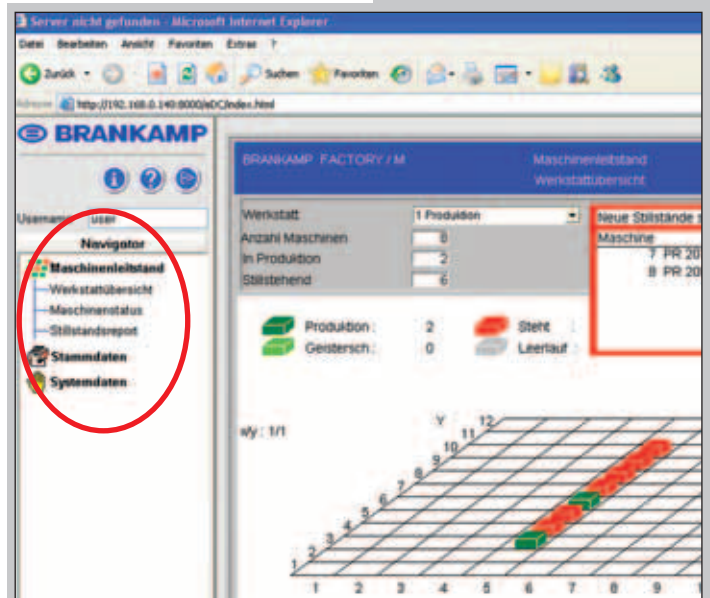 Server nicht gefunden - Microsoft Internet Explorer
Datei Bearbeiten Ansicht Favoriten Extras ?
Zurück Suchen Favoriten
Adresse http://192.168.0.140:8000/eDC/index.html
BRANKAMP
BRANKAMP FACTORY / M Maschinenleitstand
Werkstattübersicht
Username: user
Navigator
Maschinenleitstand
Werkstattübersicht
Maschinenstatus
Stillstandsreport
Stammdaten
Systemdaten
Werkstatt 1 Produktion
Anzahl Maschinen 8
In Produktion 2
Stillstehend 6
Neue Stillstände
Maschine
7 PR 20
8 PR 20
Produktion : 2 Steht :
Geistersch.: 0 Leerlauf :
x/y : 1/1
Y 12
11
10
9
8
7
6
5
4
3
2
1
1 2 3 4 5 6 7 8 9 1